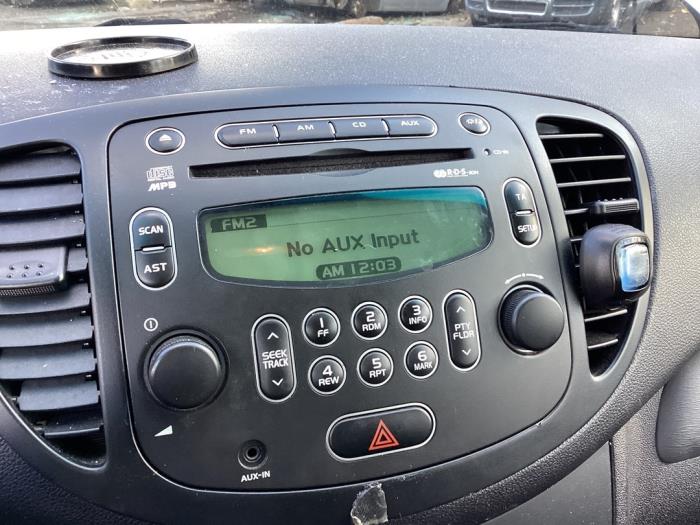 FM
AM
CD
AUX
disc
MP3
R·D·S
CD-IN
SCAN
AST
TA
SETUP
FM2
No AUX Input
AM 12:03
SEEK
TRACK
1
FF
2
RDM
3
INFO
4
REW
5
RPT
6
MARK
PTY
FLDR
AUX-IN